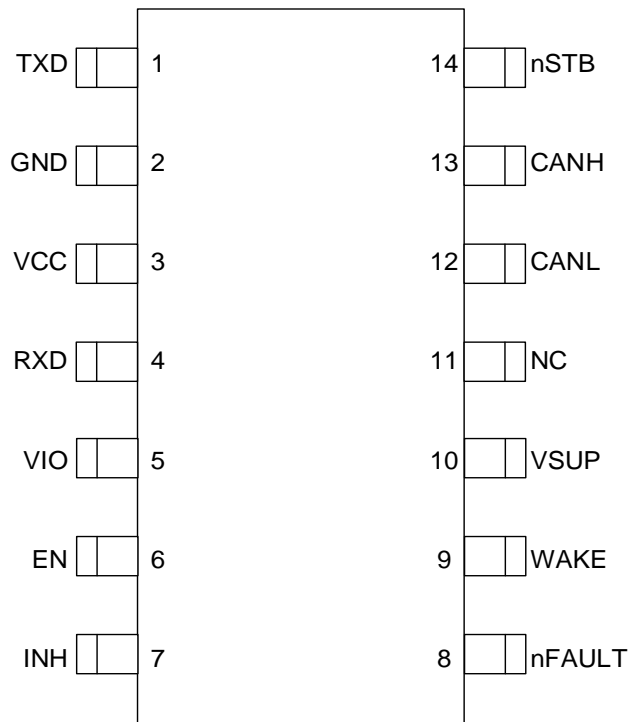 TXD 1 14 nSTB
GND 2 13 CANH
VCC 3 12 CANL
RXD 4 11 NC
VIO 5 10 VSUP
EN 6 9 WAKE
INH 7 8 nFAULT